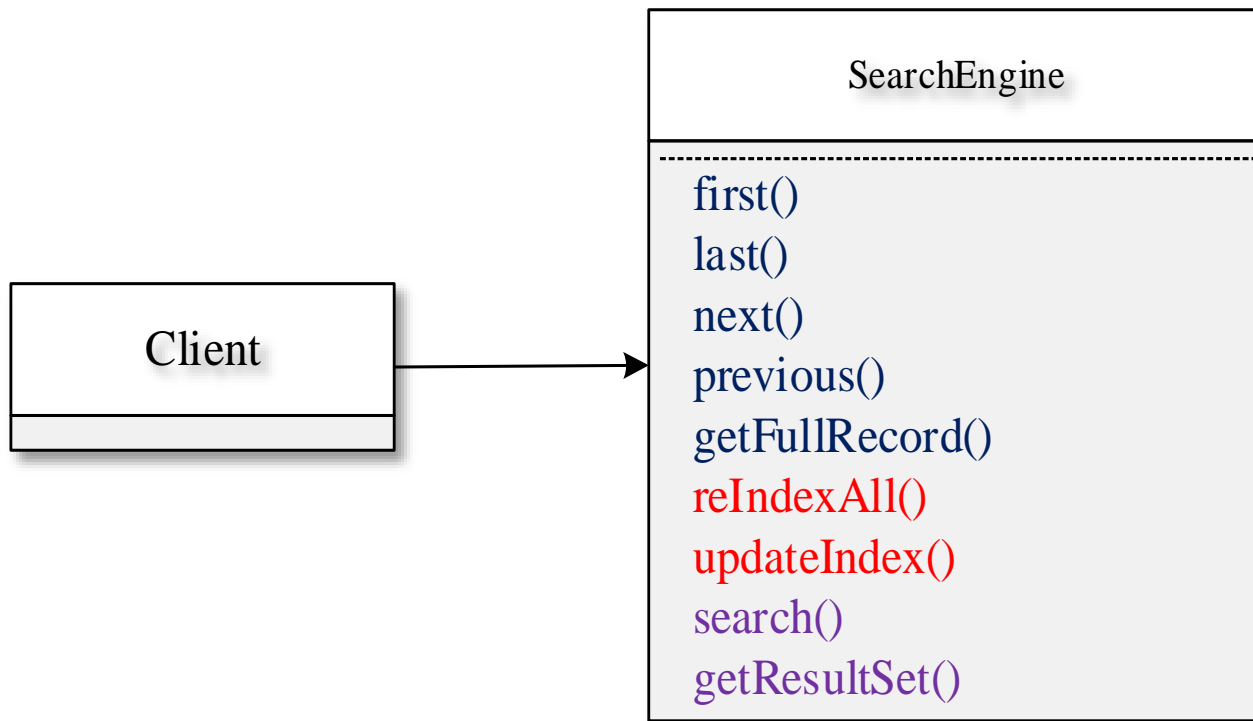 SearchEngine
first()
last()
next()
previous()
getFullRecord()
reIndexAll()
updateIndex()
search()
getResultSet()
Client